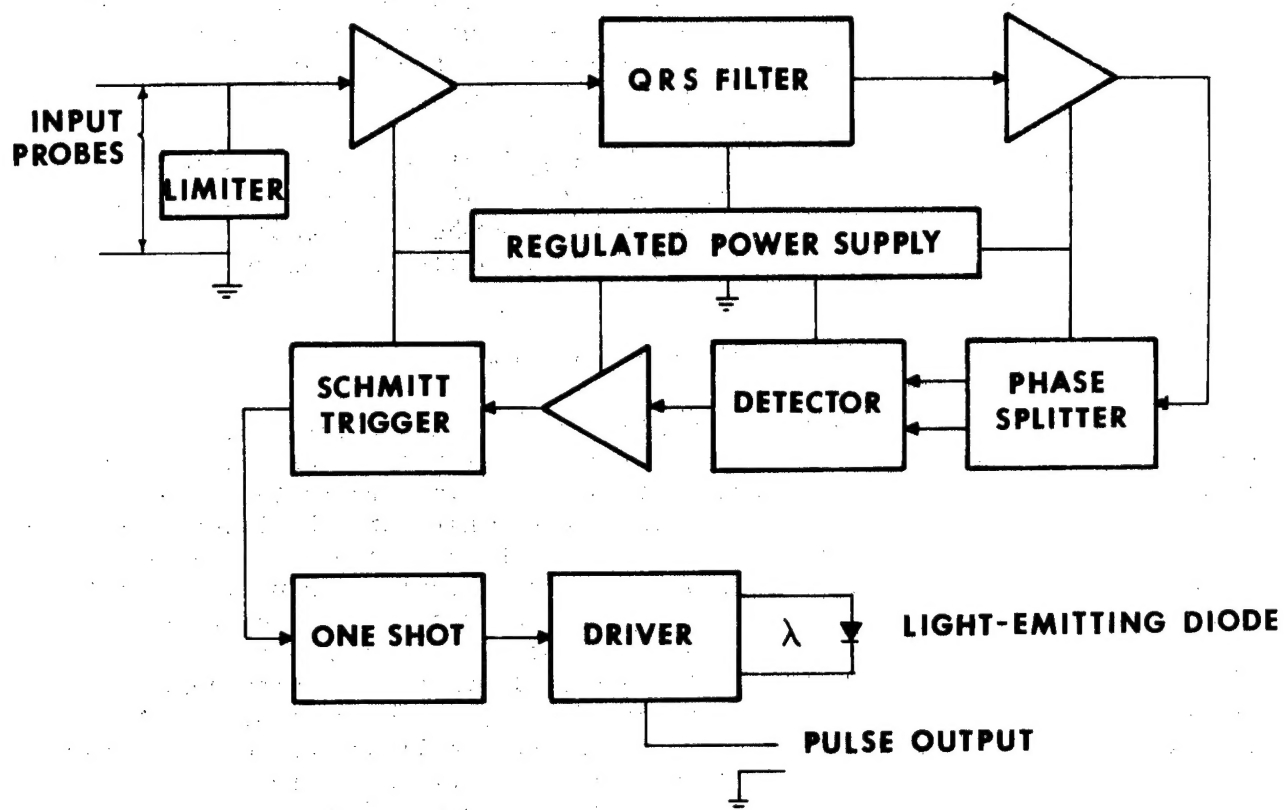 QRS FILTER
INPUT
PROBES
LIMITER
REGULATED POWER SUPPLY
SCHMITT
TRIGGER
DETECTOR
PHASE
SPLITTER
ONE SHOT
DRIVER
λ
LIGHT-EMITTING DIODE
PULSE OUTPUT